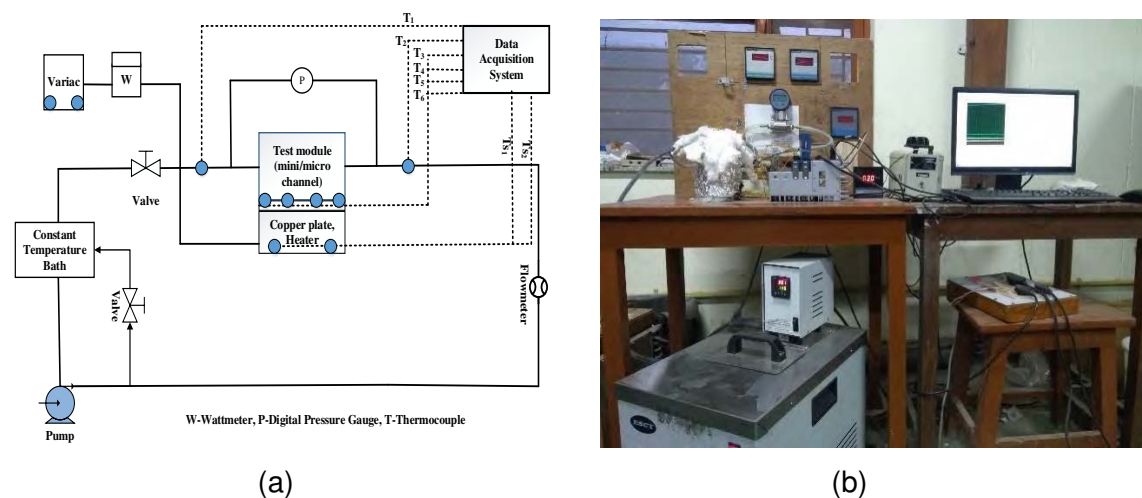 T₁
T₂
T₃
T₄
T₅
T₆
Data
Acquisition
System
Variac
W
P
Ts₁
Ts₂
Test module
(mini/micro
channel)
Valve
Copper plate,
Heater
Constant
Temperature
Bath
Valve
Flowmeter
Pump
W-Wattmeter, P-Digital Pressure Gauge, T-Thermocouple
(a)
(b)